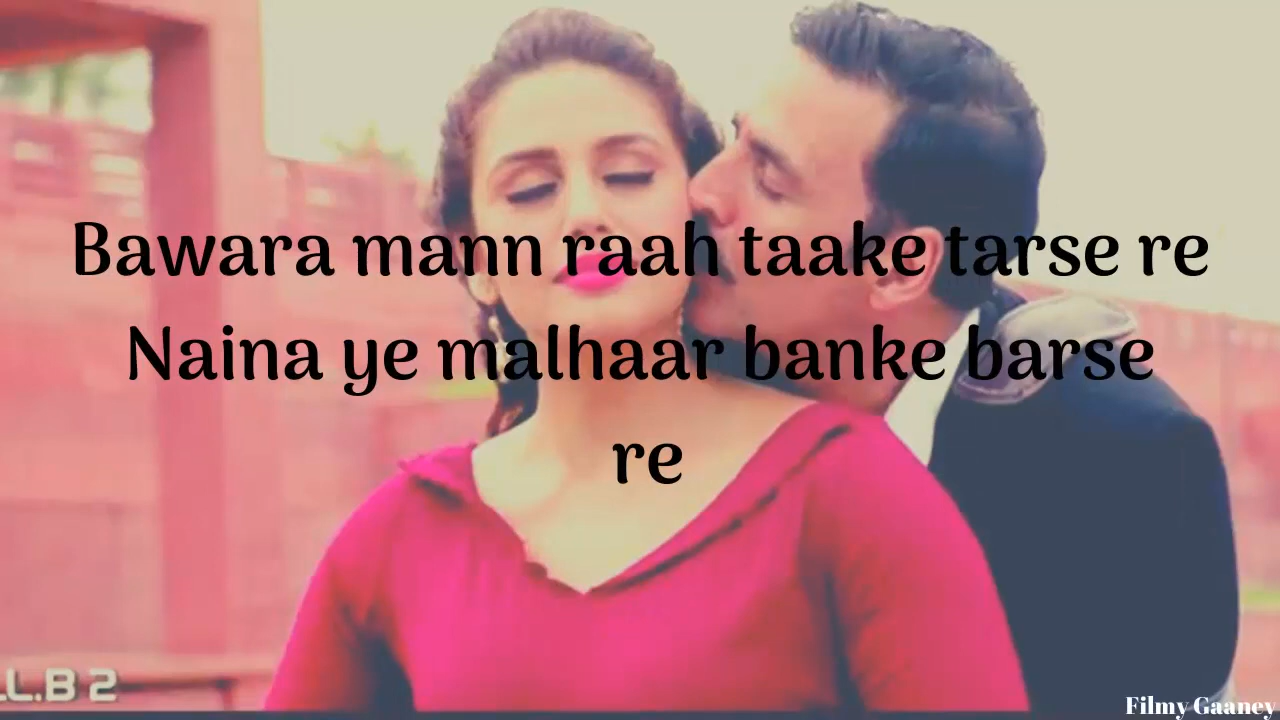 Bawara mann raah taake tarse re
Naina ye malhaar banke barse
re
.L.B 2
Filmy Gaaney